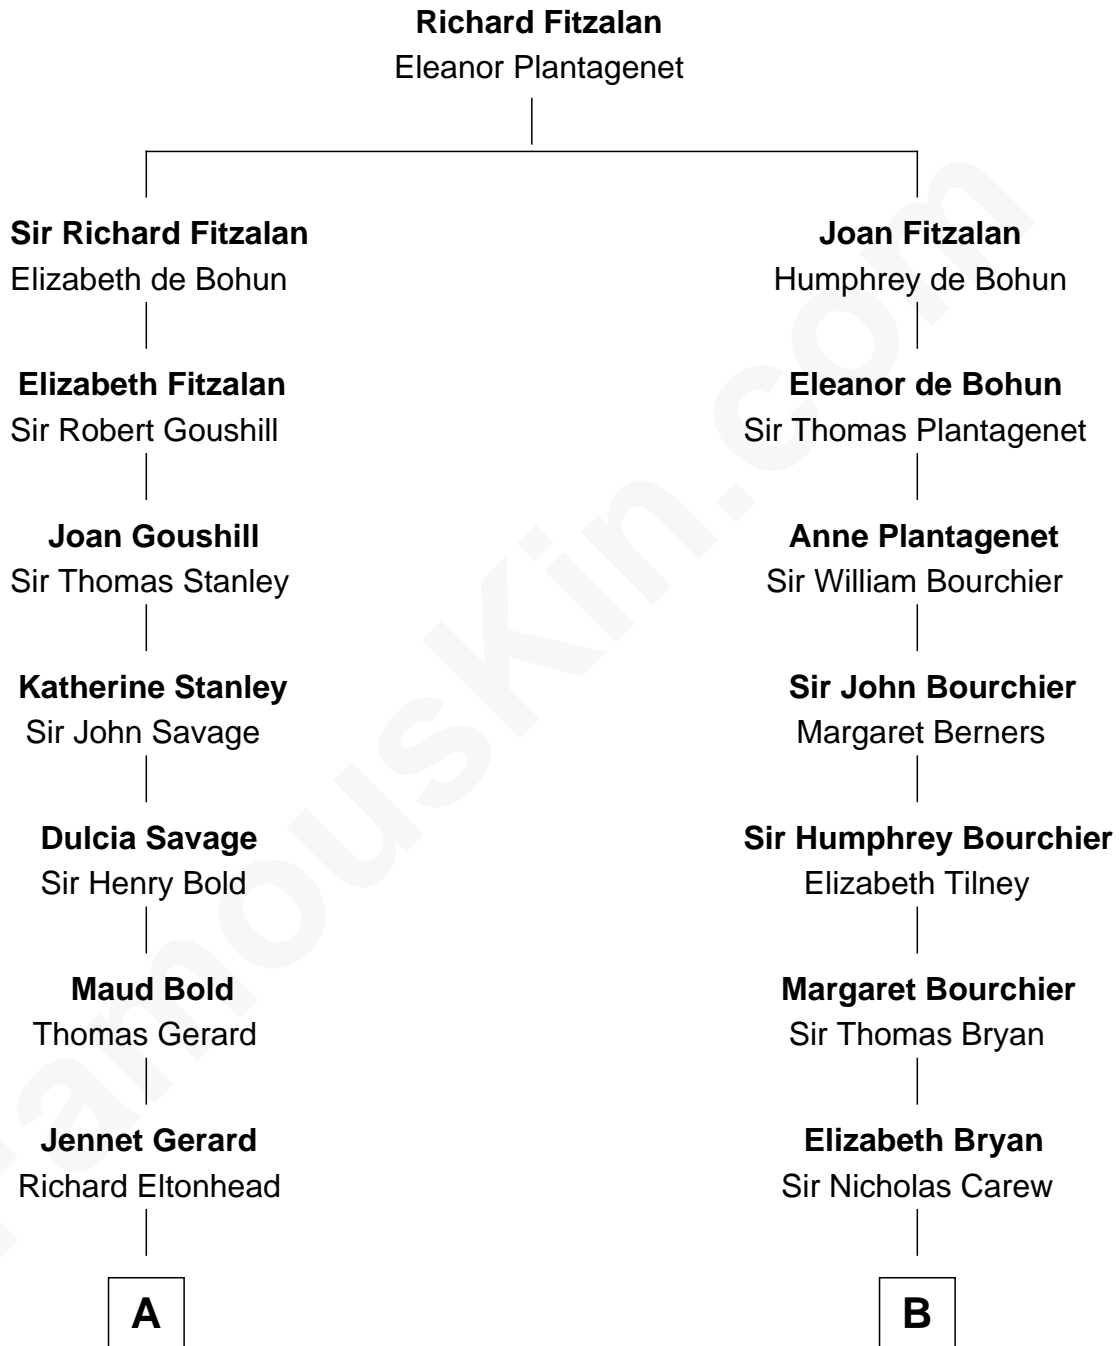 Richard Fitzalan
Eleanor Plantagenet
Sir Richard Fitzalan
Elizabeth de Bohun
Elizabeth Fitzalan
Sir Robert Goushill
Joan Goushill
Sir Thomas Stanley
Katherine Stanley
Sir John Savage
Dulcia Savage
Sir Henry Bold
Maud Bold
Thomas Gerard
Jennet Gerard
Richard Eltonhead
A
Joan Fitzalan
Humphrey de Bohun
Eleanor de Bohun
Sir Thomas Plantagenet
Anne Plantagenet
Sir William Bourchier
Sir John Bourchier
Margaret Berners
Sir Humphrey Bourchier
Elizabeth Tilney
Margaret Bourchier
Sir Thomas Bryan
Elizabeth Bryan
Sir Nicholas Carew
B
FamousKin.com